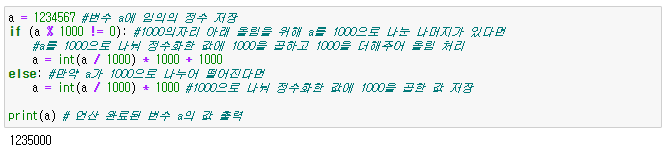 a = 1234567 #변수 a에 임의의 정수 저장
if (a % 1000 != 0): #1000의자리 아래 올림을 위해 a를 1000으로 나눈 나머지가 있다면
    #a를 1000으로 나눠 정수화한 값에 1000을 곱하고 1000을 더해주어 올림 처리
    a = int(a / 1000) * 1000 + 1000
else: #만약 a가 1000으로 나누어 떨어진다면
    a = int(a / 1000) * 1000 #1000으로 나눠 정수화한 값에 1000을 곱한 값 저장
print(a) # 연산 완료된 변수 a의 값 출력
1235000